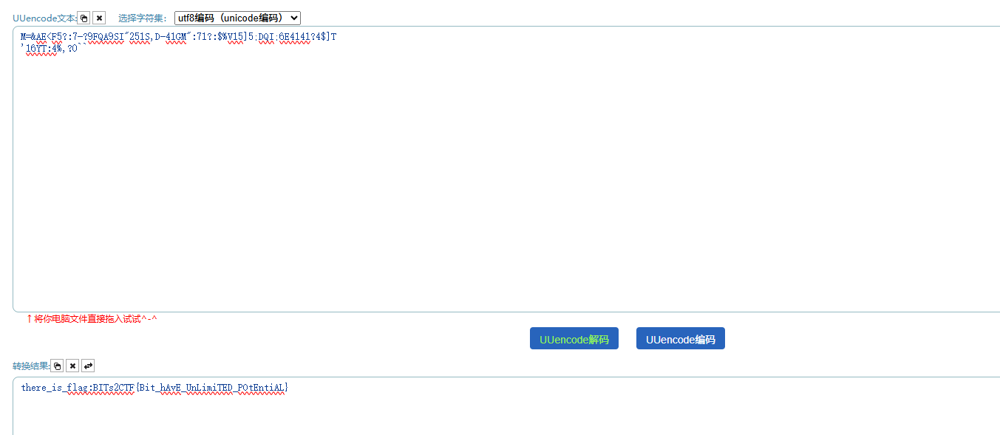 UUencode文本: 选择字符集: utf8编码（unicode编码）
M=&AE<F5?:7-?9FQA9SI"251S,D-41GM":71?:$%V15]5;DQI;6E4141?4$]T
'16YT:4%,?0``
↑将你电脑文件直接拖入试试^-^
UUencode解码 UUencode编码
转换结果:
there_is_flag:BITs2CTF{Bit_hAvE_UnLimiTED_POtEntiAL}